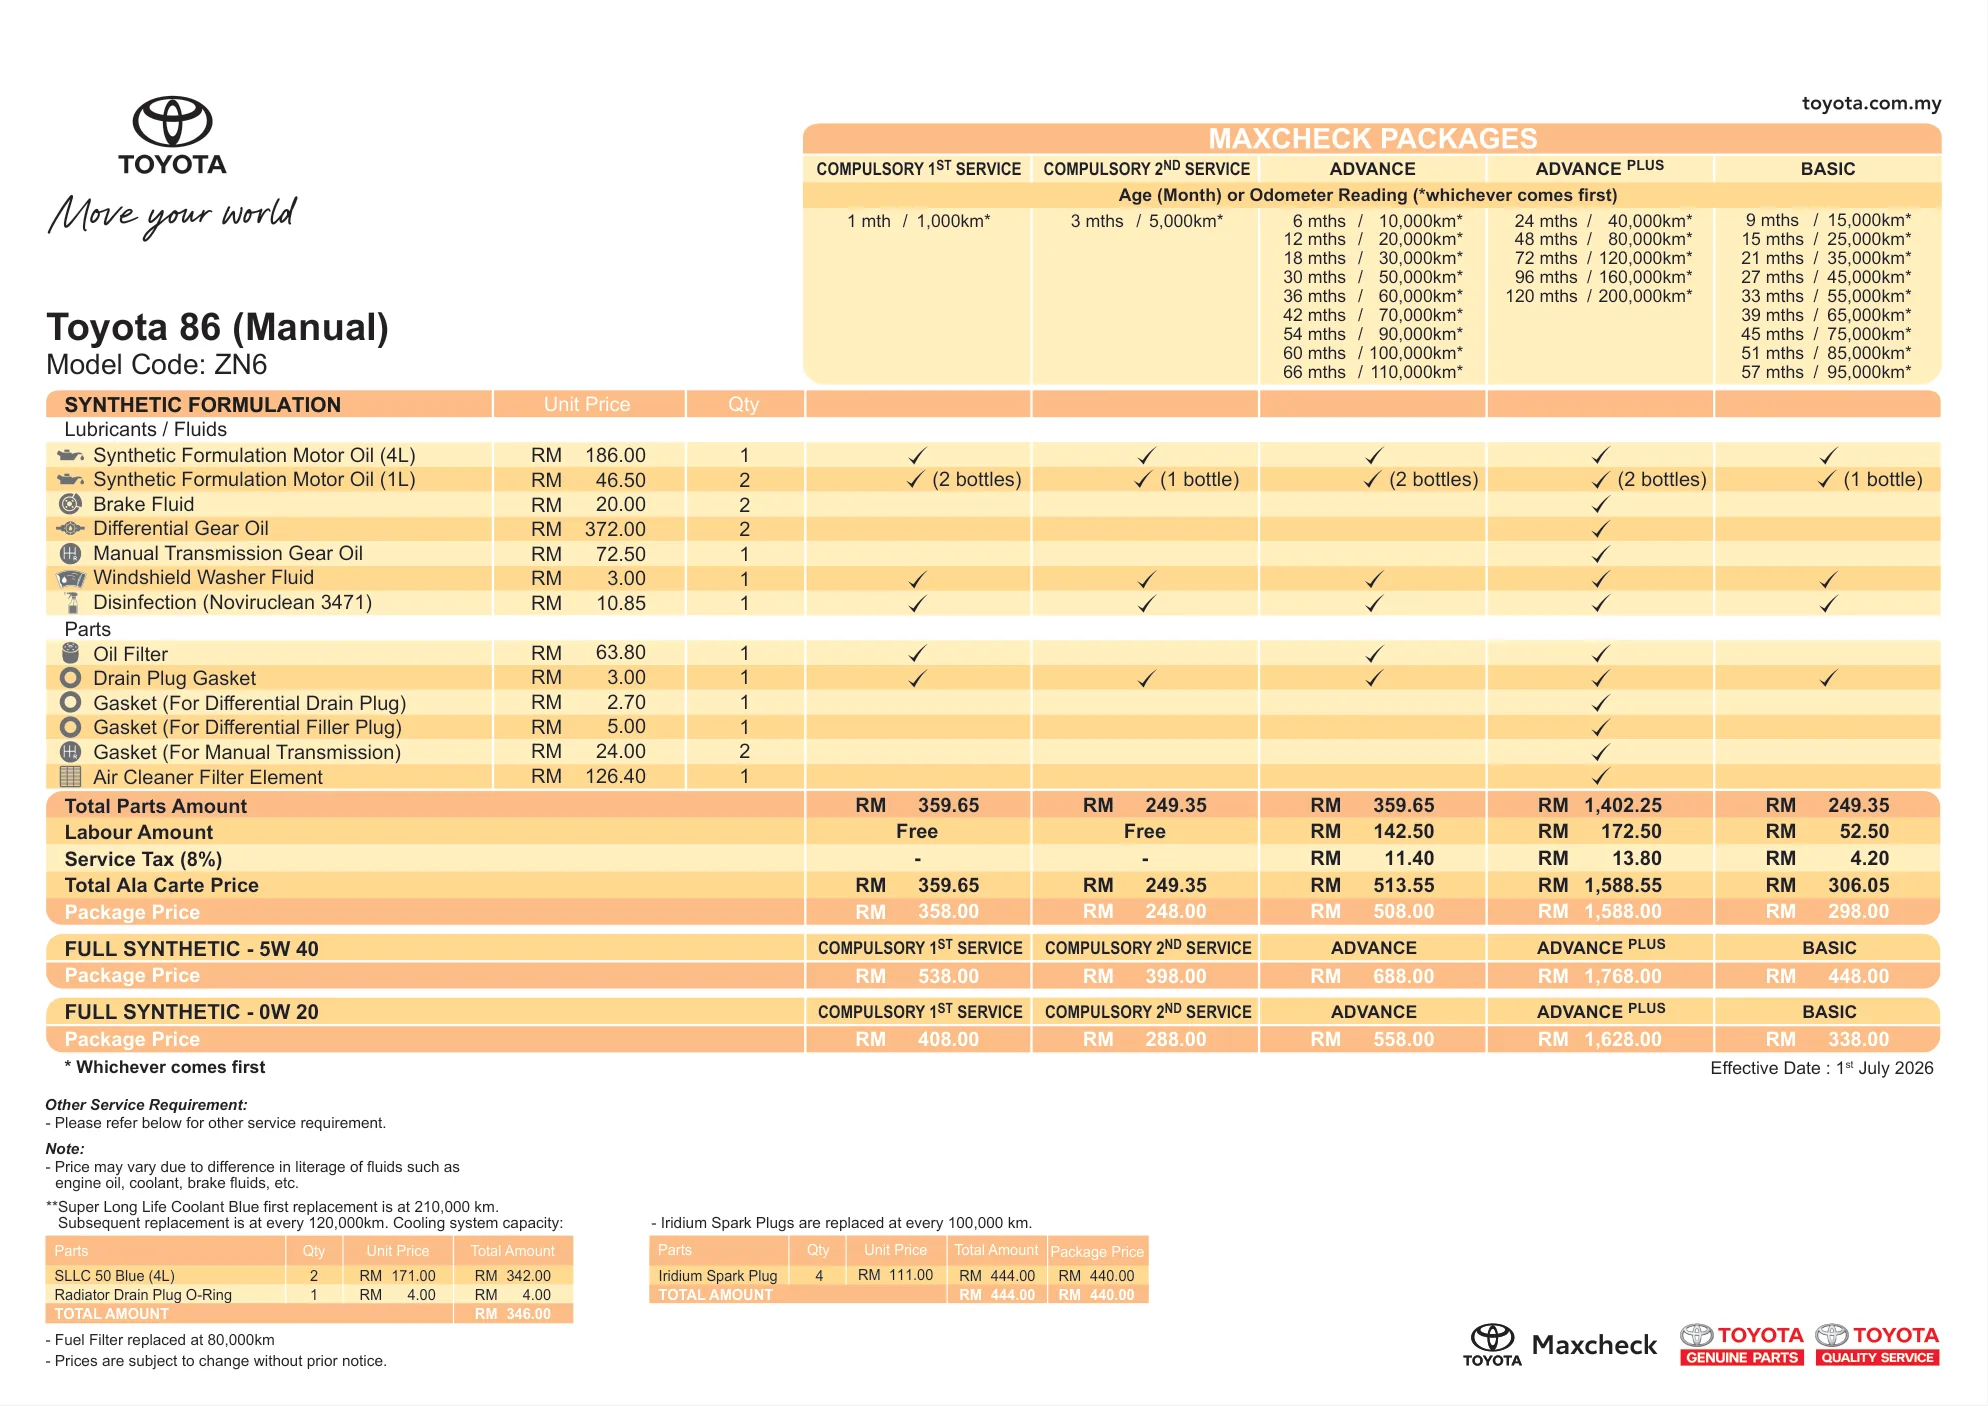 TOYOTA
Move your world
toyota.com.my
Toyota 86 (Manual)
Model Code: ZN6
MAXCHECK PACKAGES
COMPULSORY 1ST SERVICE COMPULSORY 2ND SERVICE ADVANCE ADVANCE PLUS BASIC
Age (Month) or Odometer Reading (*whichever comes first)
1 mth / 1,000km* 3 mths / 5,000km* 6 mths / 10,000km* 24 mths / 40,000km* 9 mths / 15,000km*
12 mths / 20,000km* 48 mths / 80,000km* 15 mths / 25,000km*
18 mths / 30,000km* 72 mths / 120,000km* 21 mths / 35,000km*
30 mths / 50,000km* 96 mths / 160,000km* 27 mths / 45,000km*
36 mths / 60,000km* 120 mths / 200,000km* 33 mths / 55,000km*
42 mths / 70,000km* 39 mths / 65,000km*
54 mths / 90,000km* 45 mths / 75,000km*
60 mths / 100,000km* 51 mths / 85,000km*
66 mths / 110,000km* 57 mths / 95,000km*
SYNTHETIC FORMULATION Unit Price Qty
Lubricants / Fluids
Synthetic Formulation Motor Oil (4L) RM 186.00 1 ✓ ✓ ✓ ✓ ✓
Synthetic Formulation Motor Oil (1L) RM 46.50 2 ✓ (2 bottles) ✓ (1 bottle) ✓ (2 bottles) ✓ (2 bottles) ✓ (1 bottle)
Brake Fluid RM 20.00 2 ✓
Differential Gear Oil RM 372.00 2 ✓
Manual Transmission Gear Oil RM 72.50 1 ✓
Windshield Washer Fluid RM 3.00 1 ✓ ✓ ✓ ✓ ✓
Disinfection (Noviruclean 3471) RM 10.85 1 ✓ ✓ ✓ ✓ ✓
Parts
Oil Filter RM 63.80 1 ✓ ✓ ✓
Drain Plug Gasket RM 3.00 1 ✓ ✓ ✓ ✓ ✓
Gasket (For Differential Drain Plug) RM 2.70 1 ✓
Gasket (For Differential Filler Plug) RM 5.00 1 ✓
Gasket (For Manual Transmission) RM 24.00 2 ✓
Air Cleaner Filter Element RM 126.40 1 ✓
Total Parts Amount RM 359.65 RM 249.35 RM 359.65 RM 1,402.25 RM 249.35
Labour Amount Free Free RM 142.50 RM 172.50 RM 52.50
Service Tax (8%) - - RM 11.40 RM 13.80 RM 4.20
Total Ala Carte Price RM 359.65 RM 249.35 RM 513.55 RM 1,588.55 RM 306.05
Package Price RM 358.00 RM 248.00 RM 508.00 RM 1,588.00 RM 298.00
FULL SYNTHETIC - 5W 40 COMPULSORY 1ST SERVICE COMPULSORY 2ND SERVICE ADVANCE ADVANCE PLUS BASIC
Package Price RM 538.00 RM 398.00 RM 688.00 RM 1,768.00 RM 448.00
FULL SYNTHETIC - 0W 20 COMPULSORY 1ST SERVICE COMPULSORY 2ND SERVICE ADVANCE ADVANCE PLUS BASIC
Package Price RM 408.00 RM 288.00 RM 558.00 RM 1,628.00 RM 338.00
* Whichever comes first
Effective Date : 1st July 2026
Other Service Requirement:
- Please refer below for other service requirement.
Note:
- Price may vary due to difference in literage of fluids such as
engine oil, coolant, brake fluids, etc.
**Super Long Life Coolant Blue first replacement is at 210,000 km.
Subsequent replacement is at every 120,000km. Cooling system capacity:
Parts Qty Unit Price Total Amount
SLLC 50 Blue (4L) 2 RM 171.00 RM 342.00
Radiator Drain Plug O-Ring 1 RM 4.00 RM 4.00
TOTAL AMOUNT RM 346.00
- Iridium Spark Plugs are replaced at every 100,000 km.
Parts Qty Unit Price Total Amount Package Price
Iridium Spark Plug 4 RM 111.00 RM 444.00 RM 440.00
TOTAL AMOUNT RM 444.00 RM 440.00
- Fuel Filter replaced at 80,000km
- Prices are subject to change without prior notice.
TOYOTA Maxcheck
TOYOTA GENUINE PARTS
TOYOTA QUALITY SERVICE